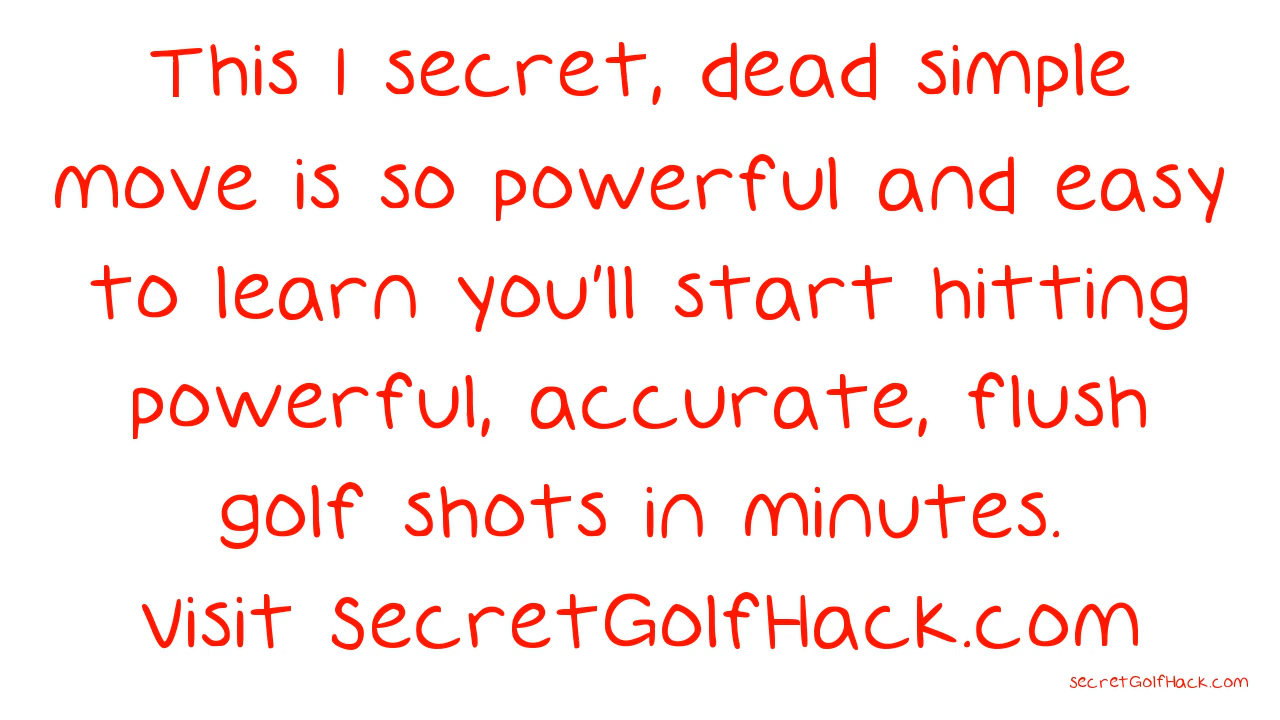 This 1 secret, dead simple
move is so powerful and easy
to learn you'll start hitting
powerful, accurate, flush
golf shots in minutes.
Visit SecretGolfHack.com
secretGolfHack.com